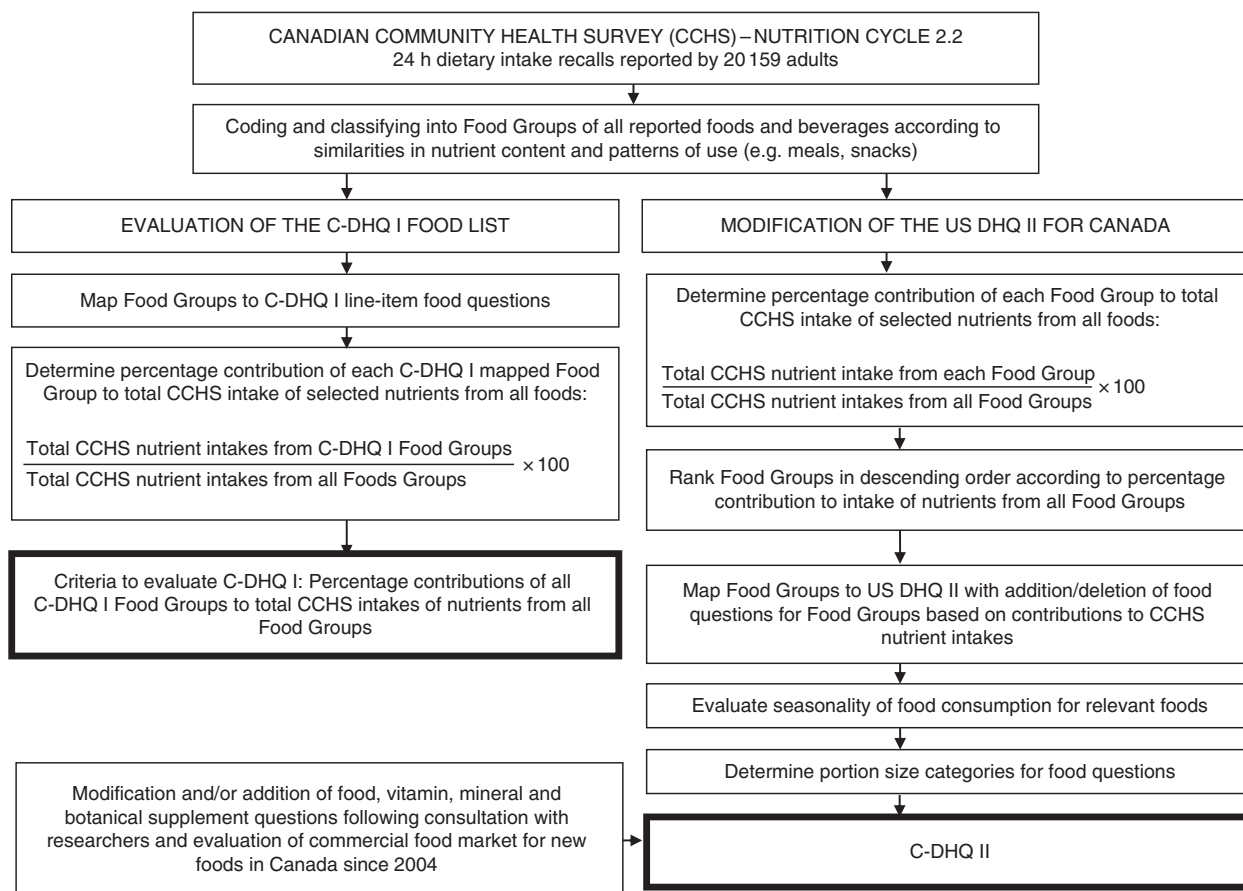 CANADIAN COMMUNITY HEALTH SURVEY (CCHS) – NUTRITION CYCLE 2.2
24 h dietary intake recalls reported by 20 159 adults
Coding and classifying into Food Groups of all reported foods and beverages according to
similarities in nutrient content and patterns of use (e.g. meals, snacks)
EVALUATION OF THE C-DHQ I FOOD LIST
Map Food Groups to C-DHQ I line-item food questions
Determine percentage contribution of each C-DHQ I mapped Food
Group to total CCHS intake of selected nutrients from all foods:
Total CCHS nutrient intakes from C-DHQ I Food Groups
× 100
Total CCHS nutrient intakes from all Foods Groups
Criteria to evaluate C-DHQ I: Percentage contributions of all
C-DHQ I Food Groups to total CCHS intakes of nutrients from all
Food Groups
MODIFICATION OF THE US DHQ II FOR CANADA
Determine percentage contribution of each Food Group to total
CCHS intake of selected nutrients from all foods:
Total CCHS nutrient intake from each Food Group
× 100
Total CCHS nutrient intakes from all Food Groups
Rank Food Groups in descending order according to percentage
contribution to intake of nutrients from all Food Groups
Map Food Groups to US DHQ II with addition/deletion of food
questions for Food Groups based on contributions to CCHS
nutrient intakes
Evaluate seasonality of food consumption for relevant foods
Determine portion size categories for food questions
Modification and/or addition of food, vitamin, mineral and
botanical supplement questions following consultation with
researchers and evaluation of commercial food market for new
foods in Canada since 2004
C-DHQ II